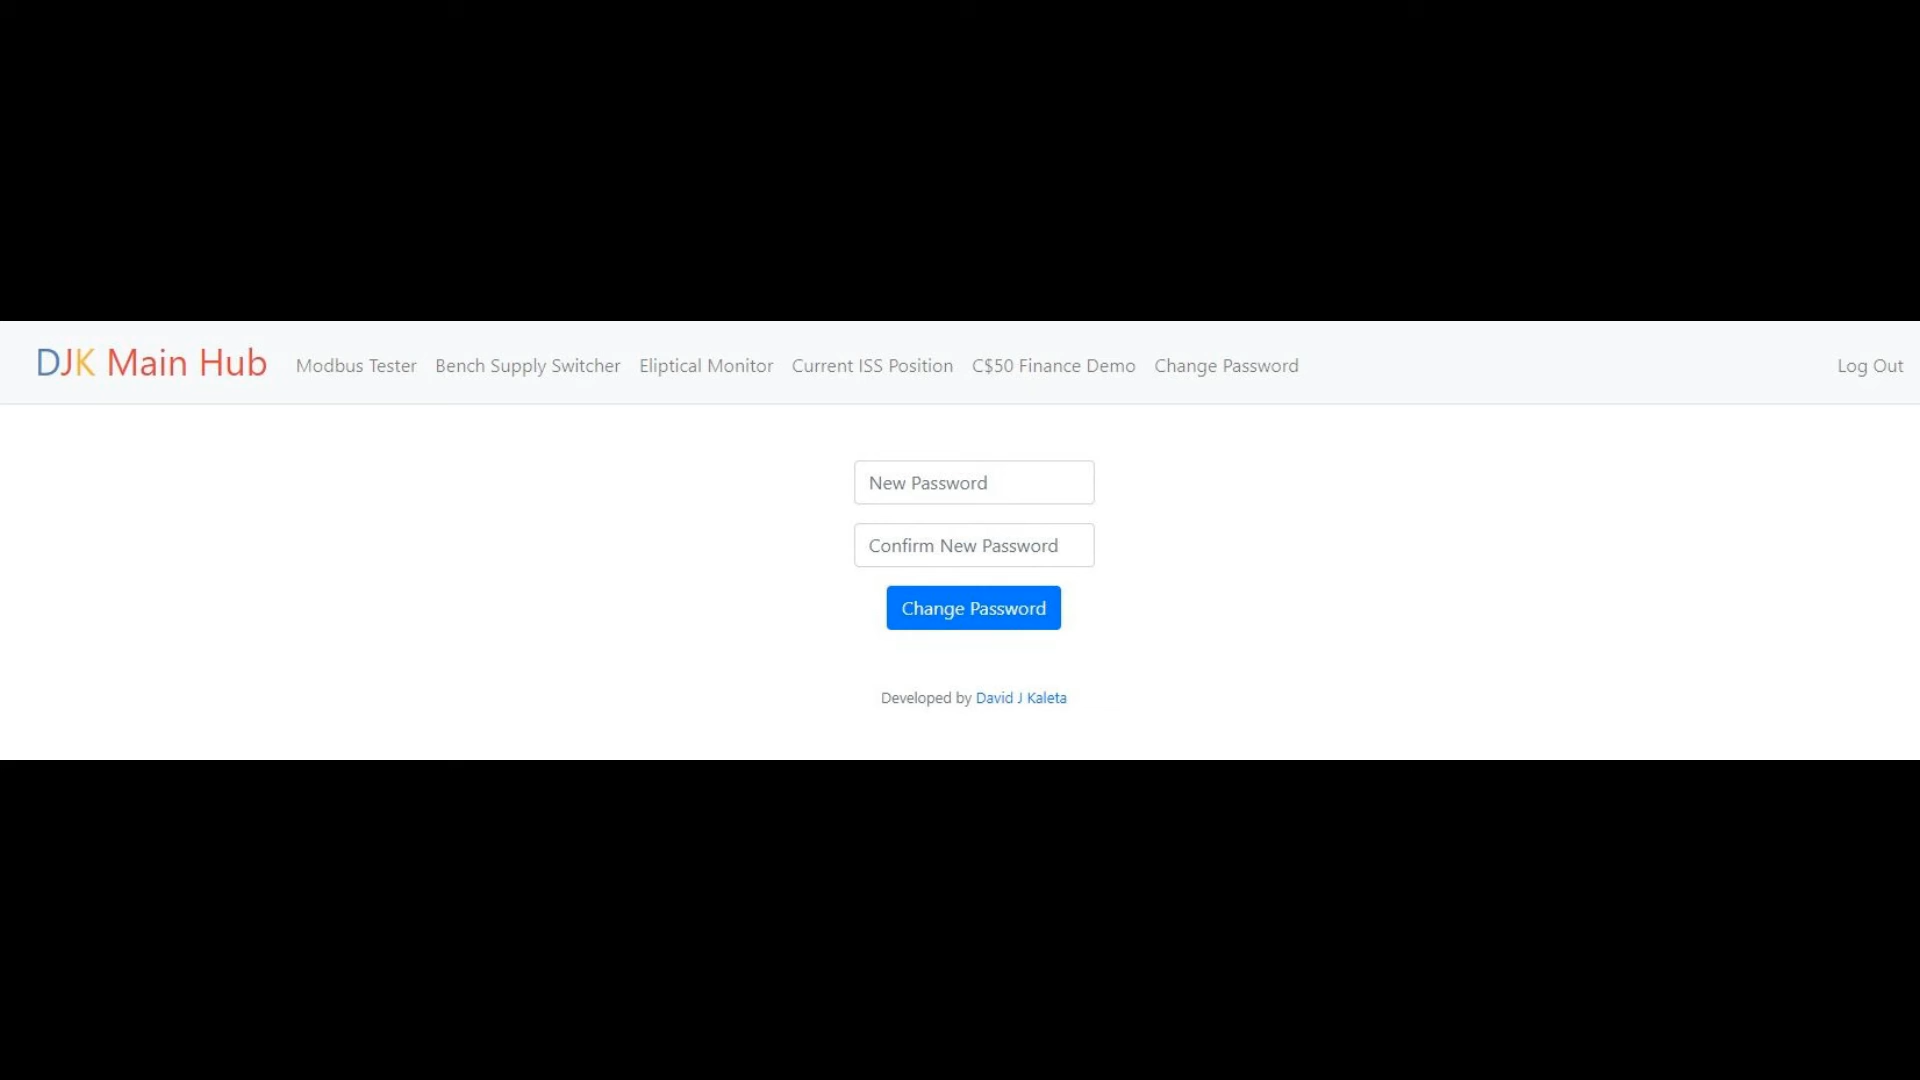 DJK Main Hub Modbus Tester Bench Supply Switcher Eliptical Monitor Current ISS Position C$50 Finance Demo Change Password Log Out
New Password
Confirm New Password
Change Password
Developed by David J Kaleta